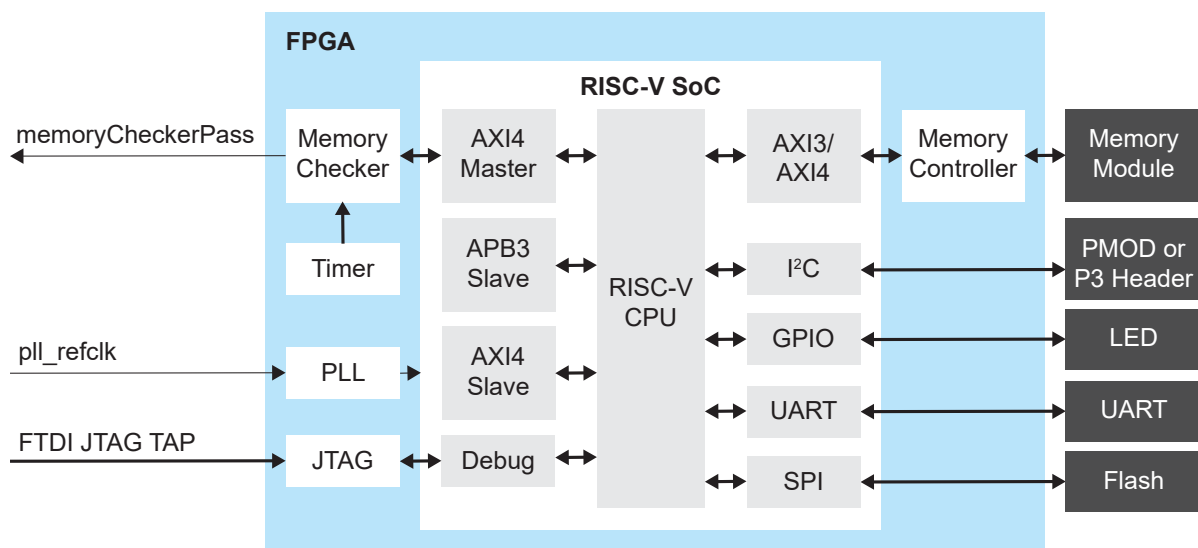 FPGA
RISC-V SoC
memoryCheckerPass
Memory
Checker
AXI4
Master
AXI3/
AXI4
Memory
Controller
Memory
Module
Timer
APB3
Slave
RISC-V
CPU
I²C
PMOD or
P3 Header
GPIO
LED
pll_refclk
PLL
AXI4
Slave
UART
UART
FTDI JTAG TAP
JTAG
Debug
SPI
Flash